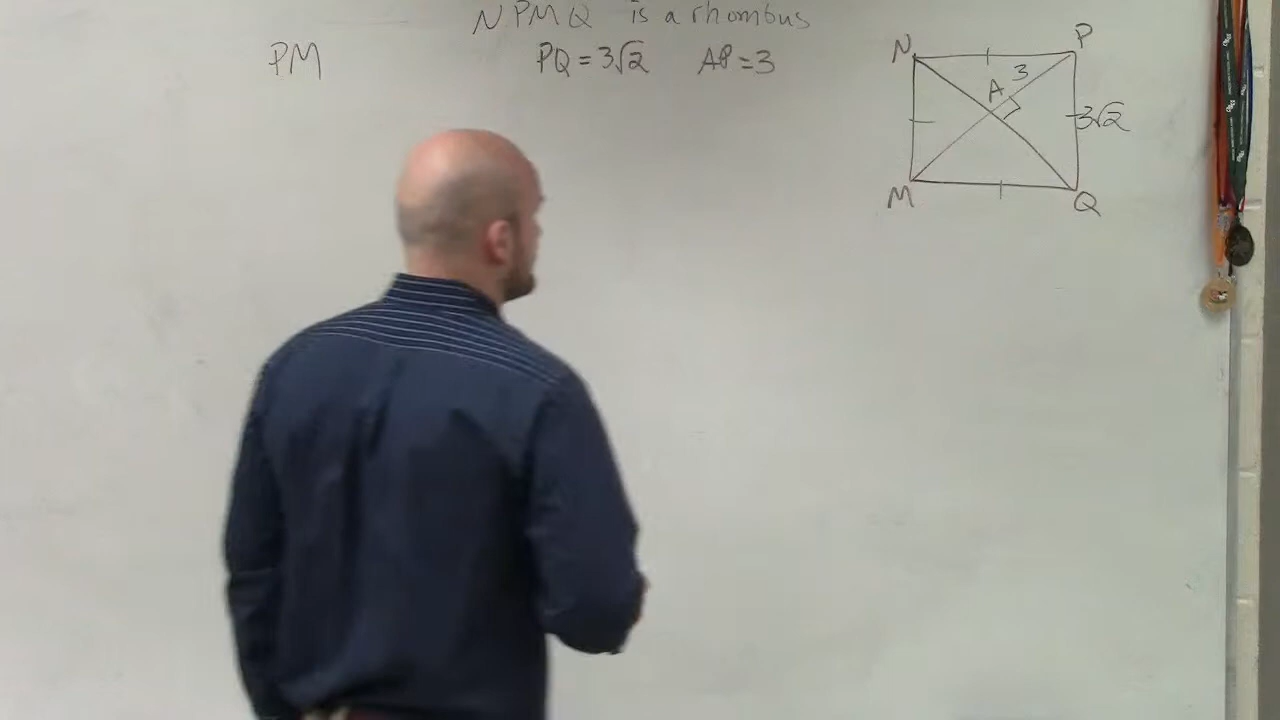 NPMQ is a rhombus
PM PQ = 3√2 AP = 3
N P
3
A
3√2
M Q